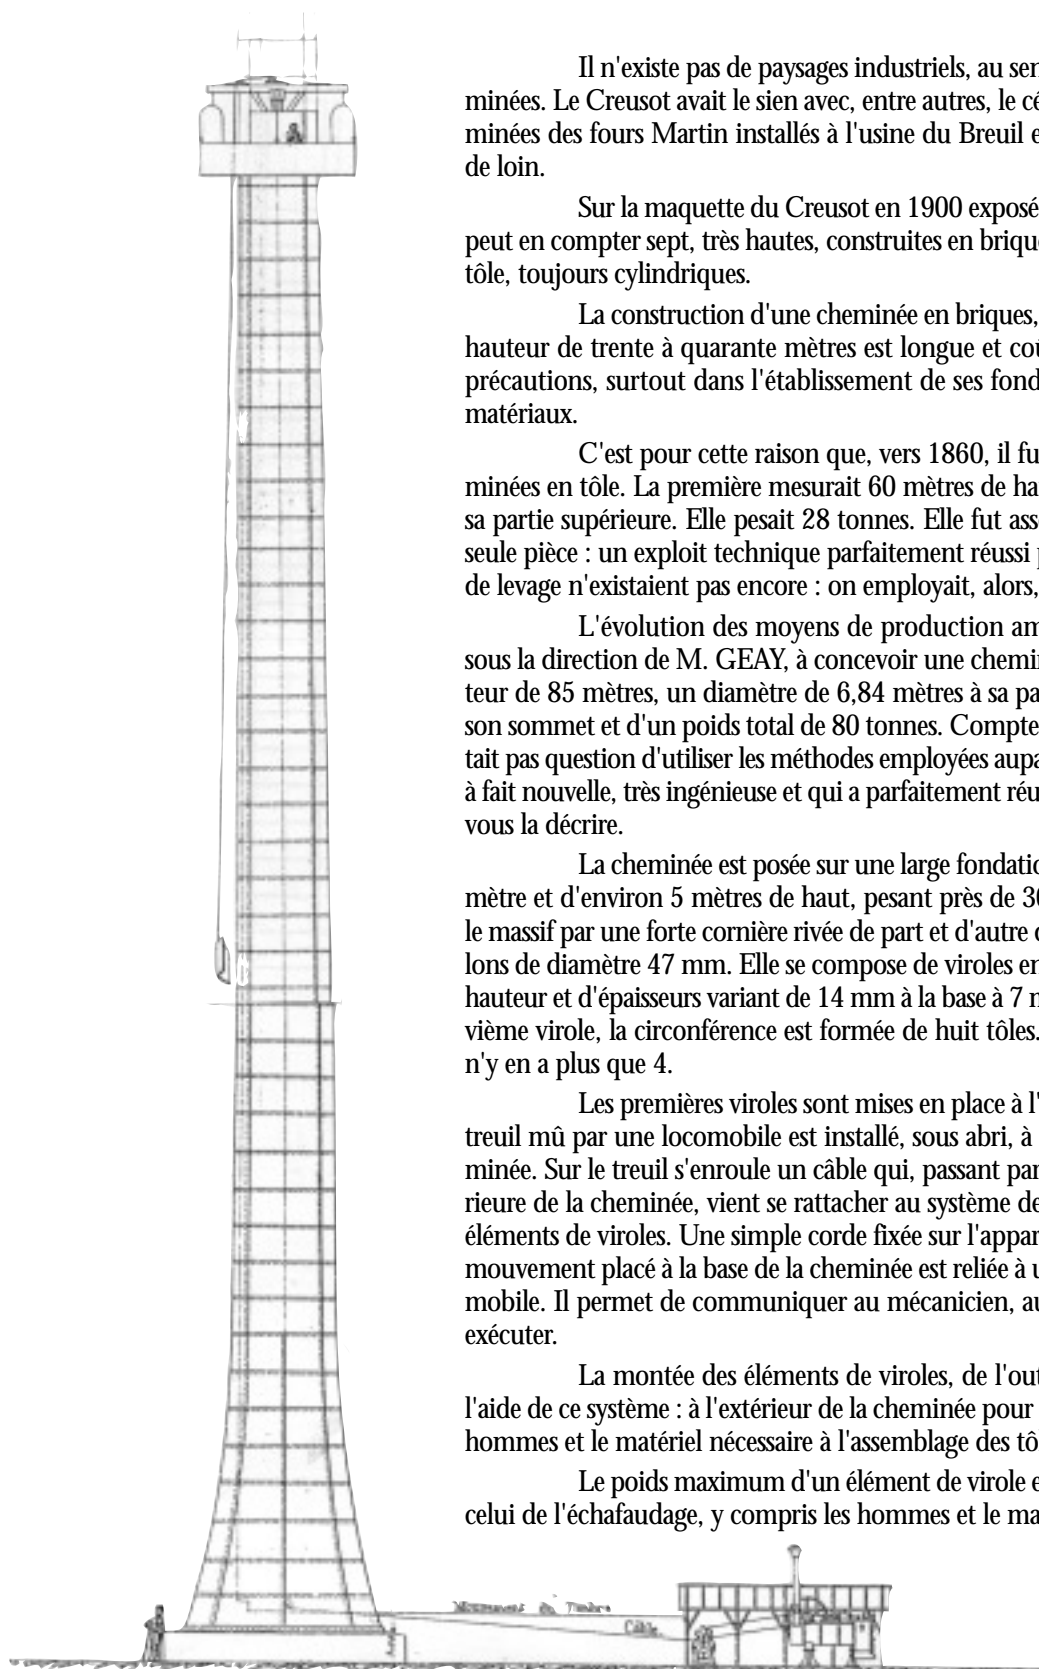 Il n'existe pas de paysages industriels, au sen
minées. Le Creusot avait le sien avec, entre autres, le cé
minées des fours Martin installés à l'usine du Breuil e
de loin.
Sur la maquette du Creusot en 1900 exposé
peut en compter sept, très hautes, construites en brique
tôle, toujours cylindriques.
La construction d'une cheminée en briques,
hauteur de trente à quarante mètres est longue et coû
précautions, surtout dans l'établissement de ses fond
matériaux.
C'est pour cette raison que, vers 1860, il fu
minées en tôle. La première mesurait 60 mètres de ha
sa partie supérieure. Elle pesait 28 tonnes. Elle fut ass
seule pièce : un exploit technique parfaitement réussi p
de levage n'existaient pas encore : on employait, alors,
L'évolution des moyens de production am
sous la direction de M. GEAY, à concevoir une chemin
teur de 85 mètres, un diamètre de 6,84 mètres à sa pa
son sommet et d'un poids total de 80 tonnes. Compte
tait pas question d'utiliser les méthodes employées aupa
à fait nouvelle, très ingénieuse et qui a parfaitement réu
vous la décrire.
La cheminée est posée sur une large fondatio
mètre et d'environ 5 mètres de haut, pesant près de 30
le massif par une forte cornière rivée de part et d'autre d
lons de diamètre 47 mm. Elle se compose de viroles en
hauteur et d'épaisseurs variant de 14 mm à la base à 7 m
vième virole, la circonférence est formée de huit tôles.
n'y en a plus que 4.
Les premières viroles sont mises en place à l'
treuil mû par une locomobile est installé, sous abri, à
minée. Sur le treuil s'enroule un câble qui, passant par
rieure de la cheminée, vient se rattacher au système de
éléments de viroles. Une simple corde fixée sur l'appar
mouvement placé à la base de la cheminée est reliée à u
mobile. Il permet de communiquer au mécanicien, au
exécuter.
La montée des éléments de viroles, de l'out
l'aide de ce système : à l'extérieur de la cheminée pour
hommes et le matériel nécessaire à l'assemblage des tô
Le poids maximum d'un élément de virole e
celui de l'échafaudage, y compris les hommes et le ma
Mouvement du Timbre
Câble